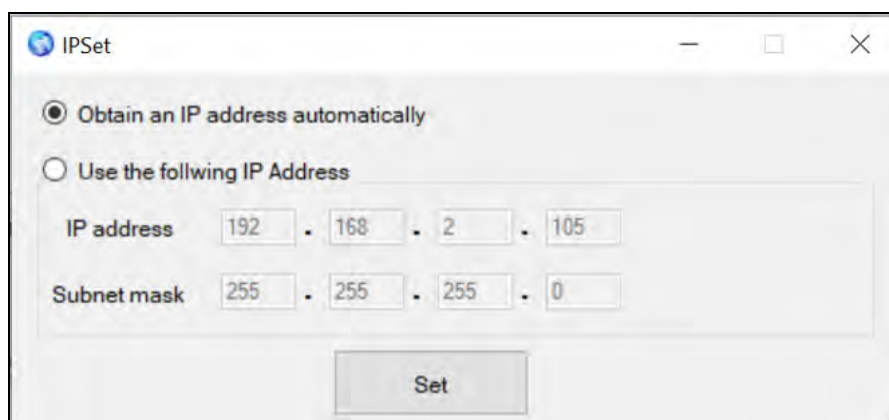 IPSet
Obtain an IP address automatically
Use the follwing IP Address
IP address 192 . 168 . 2 . 105
Subnet mask 255 . 255 . 255 . 0
Set